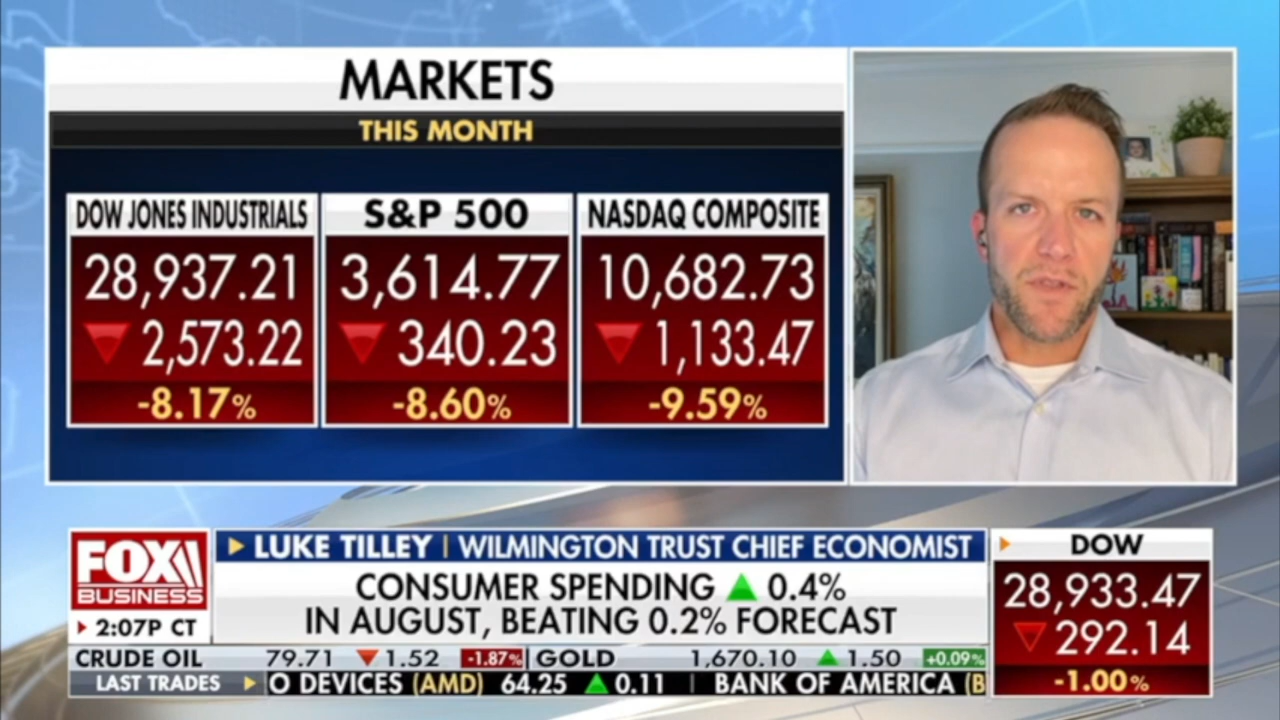 MARKETS
THIS MONTH
DOW JONES INDUSTRIALS
28,937.21
2,573.22
-8.17%
S&P 500
3,614.77
340.23
-8.60%
NASDAQ COMPOSITE
10,682.73
1,133.47
-9.59%
FOX
BUSINESS
2:07P CT
LUKE TILLEY | WILMINGTON TRUST CHIEF ECONOMIST
CONSUMER SPENDING ▲ 0.4%
IN AUGUST, BEATING 0.2% FORECAST
DOW
28,933.47
292.14
-1.00%
CRUDE OIL 79.71 ▼ 1.52 -1.87% | GOLD 1,670.10 ▲ 1.50 +0.09%
LAST TRADES O DEVICES (AMD) 64.25 ▲ 0.11 | BANK OF AMERICA (B